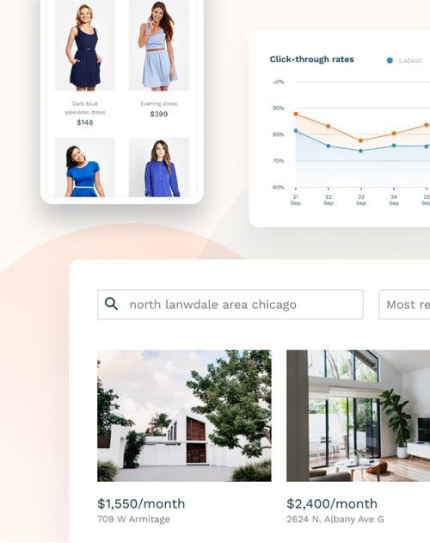 Dark blue
sleevless dress
$148
Evening dress
$399
Click-through rates
Latest
90%
80%
70%
60%
21
Sep
22
Sep
23
Sep
24
Sep
25
Sep
north lanwdale area chicago
Most re
$1,550/month
709 W Armitage
$2,400/month
2624 N. Albany Ave G